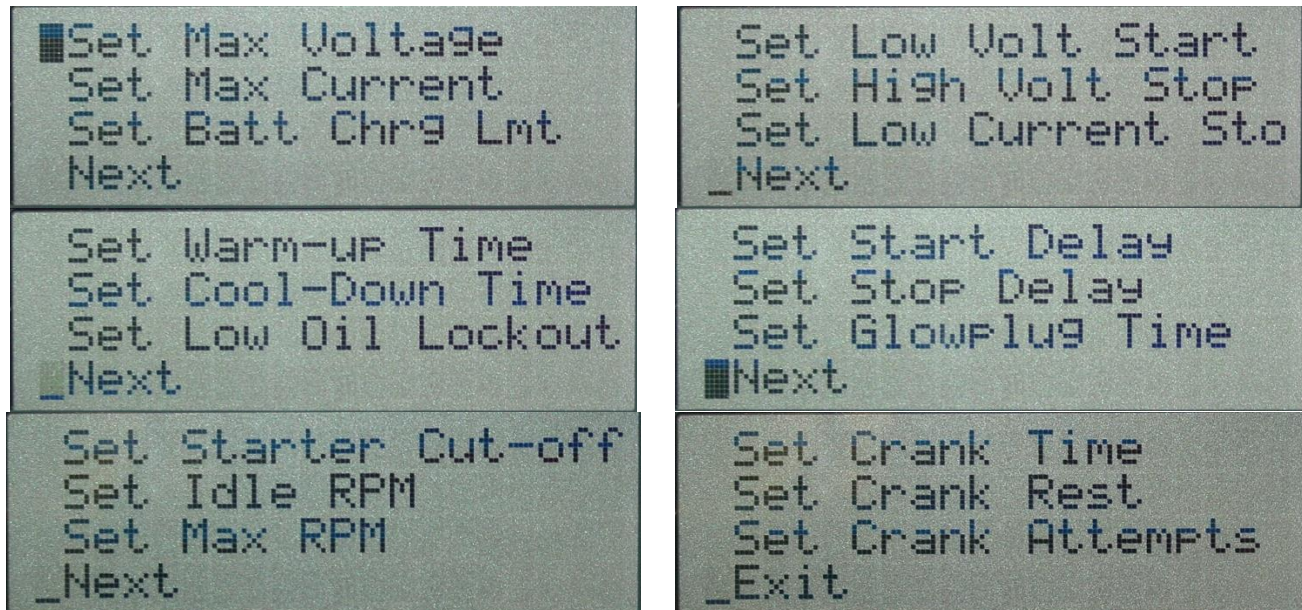 Set Max Voltage
Set Max Current
Set Batt Chrg Lmt
Next
Set Low Volt Start
Set High Volt Stop
Set Low Current Sto
_Next
Set Warm-up Time
Set Cool-Down Time
Set Low Oil Lockout
_Next
Set Start Delay
Set Stop Delay
Set Glowplug Time
Next
Set Starter Cut-off
Set Idle RPM
Set Max RPM
_Next
Set Crank Time
Set Crank Rest
Set Crank Attempts
_Exit